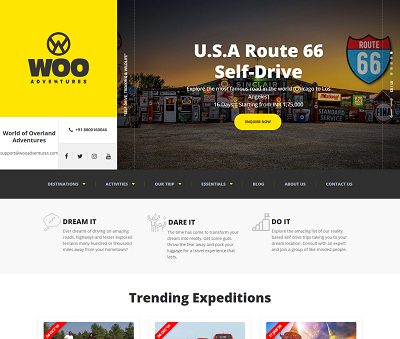 WOO
ADVENTURES
World of Overland
Adventures
support@wooadventures.com
+91 8800160046
U.S.A Route 66
Self-Drive
Explore the most famous road in the world (Chicago to Los
Angeles)
16 Days | Starting from INR 1,75,000
ENQUIRE NOW
ROUTE
66
SINCLAIR
STANDARD
SERVICE
DESTINATIONS
ACTIVITIES
OUR TRIP
ESSENTIALS
BLOG
ABOUT US
CONTACT US
DREAM IT
Ever dreamt of driving on amazing
roads, highways and lesser explored
terrains many hundred or thousand
miles away from your hometown?
DARE IT
The time has come to transform your
dream into reality. Get some guts,
throw the fear away and pack your
luggage for a travel experience that
lasts.
DO IT
Explore the amazing list of our reality
based self drive trips taking you to your
dream location. Consult with an expert
and join a group of like minded people.
Trending Expeditions